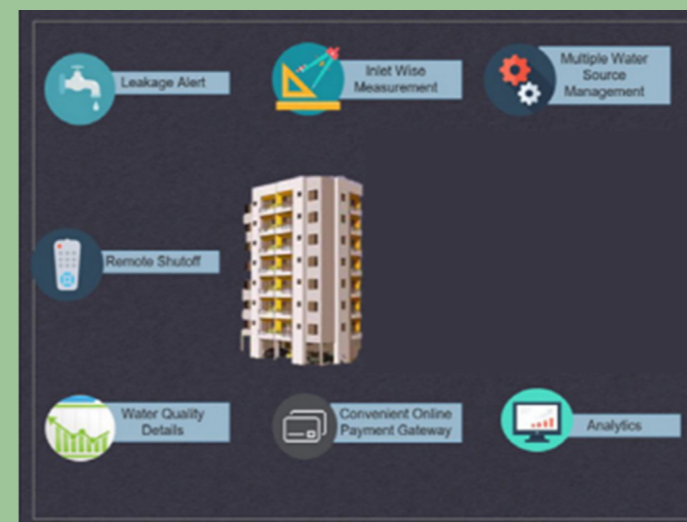 Leakage Alert
Inlet Wise
Measurement
Multiple Water
Source
Management
Remote Shutoff
Water Quality
Details
Convenient Online
Payment Gateway
Analytics